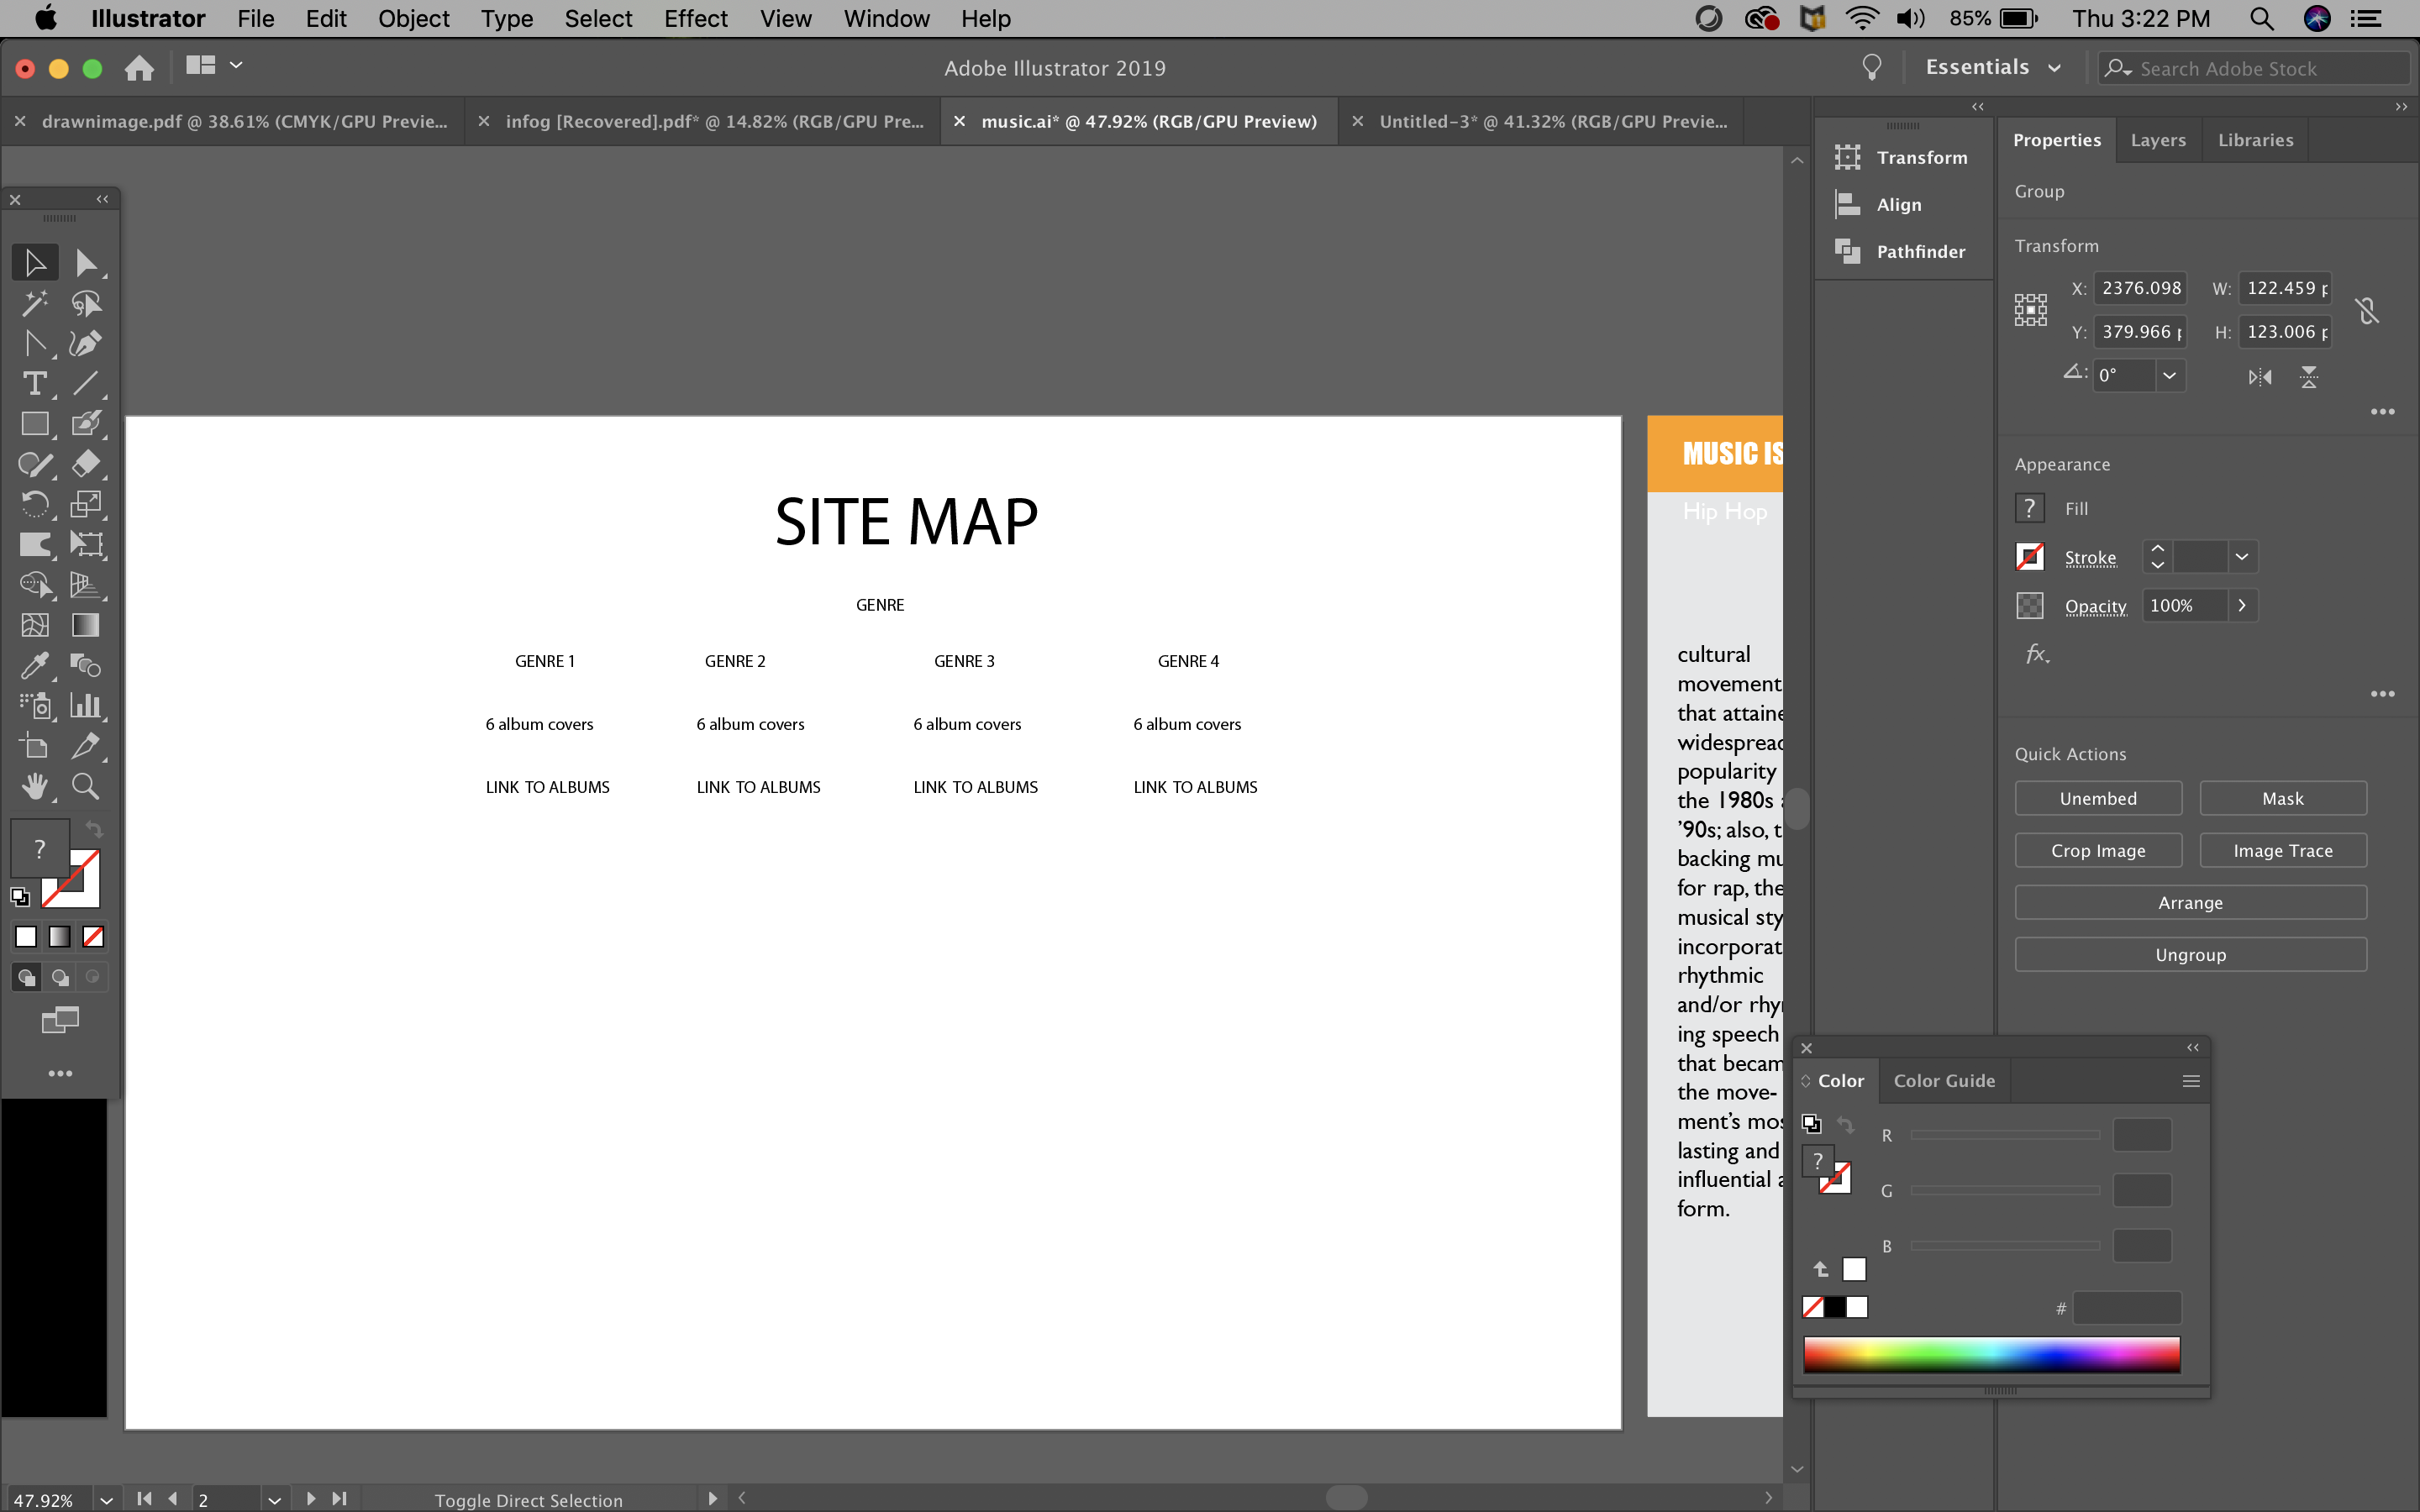 Illustrator File Edit Object Type Select Effect View Window Help 85% Thu 3:22 PM
Adobe Illustrator 2019 Essentials Search Adobe Stock
drawnimage.pdf @ 38.61% (CMYK/GPU Previe... infog [Recovered].pdf* @ 14.82% (RGB/GPU Pre... music.ai* @ 47.92% (RGB/GPU Preview) Untitled-3* @ 41.32% (RGB/GPU Previe...
Transform
Align
Pathfinder
Properties Layers Libraries
Group
Transform
X: 2376.098 W: 122.459 p
Y: 379.966 p H: 123.006 p
0°
Appearance
? Fill
Stroke
Opacity 100%
fx
Quick Actions
Unembed Mask
Crop Image Image Trace
Arrange
Ungroup
SITE MAP
GENRE
GENRE 1 GENRE 2 GENRE 3 GENRE 4
6 album covers 6 album covers 6 album covers 6 album covers
LINK TO ALBUMS LINK TO ALBUMS LINK TO ALBUMS LINK TO ALBUMS
MUSIC IS
Hip Hop
cultural
movement
that attaine
widespread
popularity
the 1980s a
’90s; also, t
backing mu
for rap, the
musical sty
incorporat
rhythmic
and/or rhy
ing speech
that becam
the move-
ment’s mos
lasting and
influential a
form.
?
Color Color Guide
?
R
G
B
#
47.92% 2 Toggle Direct Selection